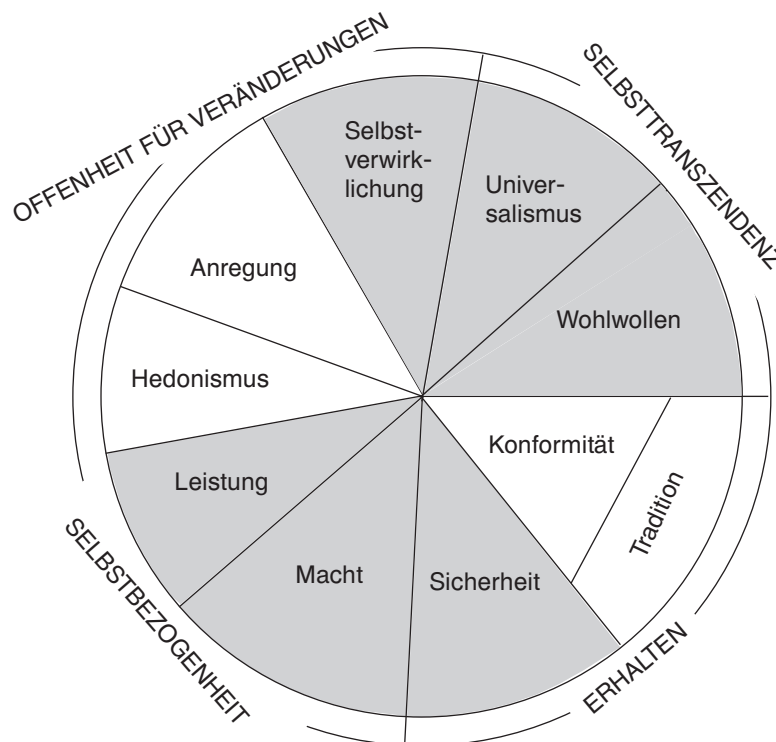 OFFENHEIT FÜR VERÄNDERUNGEN
SELBSTTRANSZENDENZ
Selbst-
verwirk-
lichung
Univer-
salismus
Anregung
Wohlwollen
Hedonismus
Konformität
Leistung
Tradition
Macht
Sicherheit
SELBSTBEZOGENHEIT
ERHALTEN